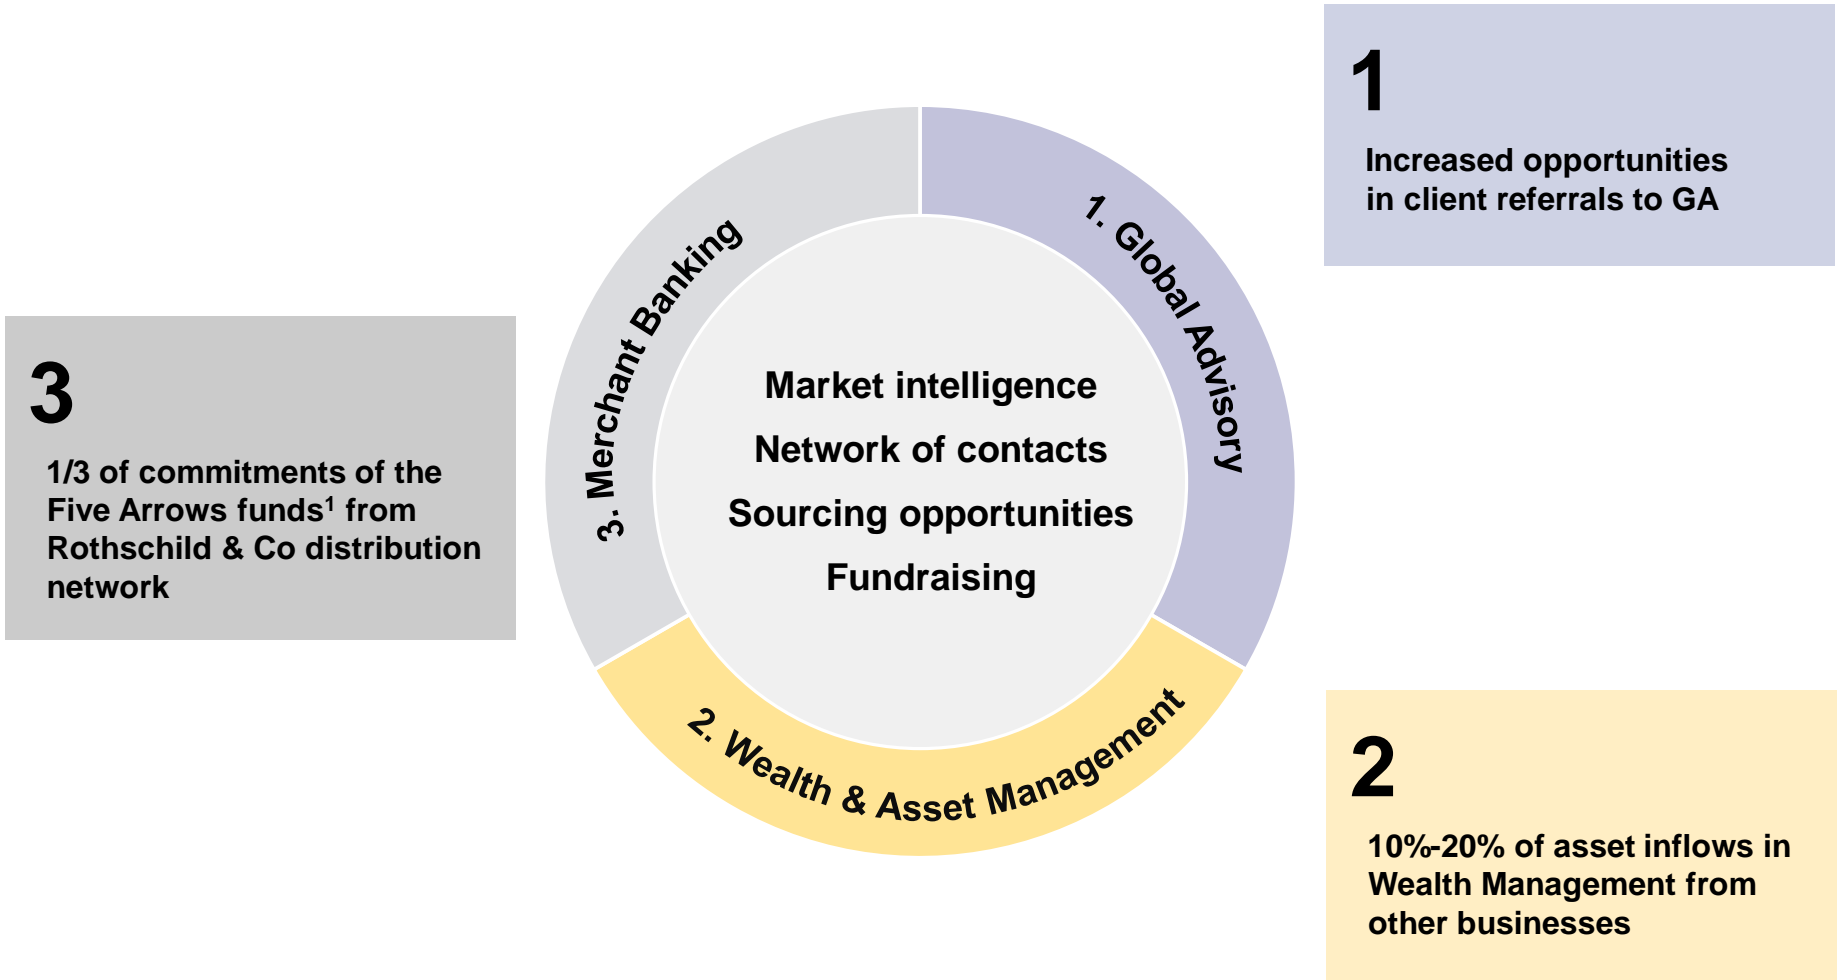 1
Increased opportunities
in client referrals to GA
1. Global Advisory
3. Merchant Banking
Market intelligence
Network of contacts
Sourcing opportunities
Fundraising
3
1/3 of commitments of the
Five Arrows funds¹ from
Rothschild & Co distribution
network
2. Wealth & Asset Management
2
10%-20% of asset inflows in
Wealth Management from
other businesses